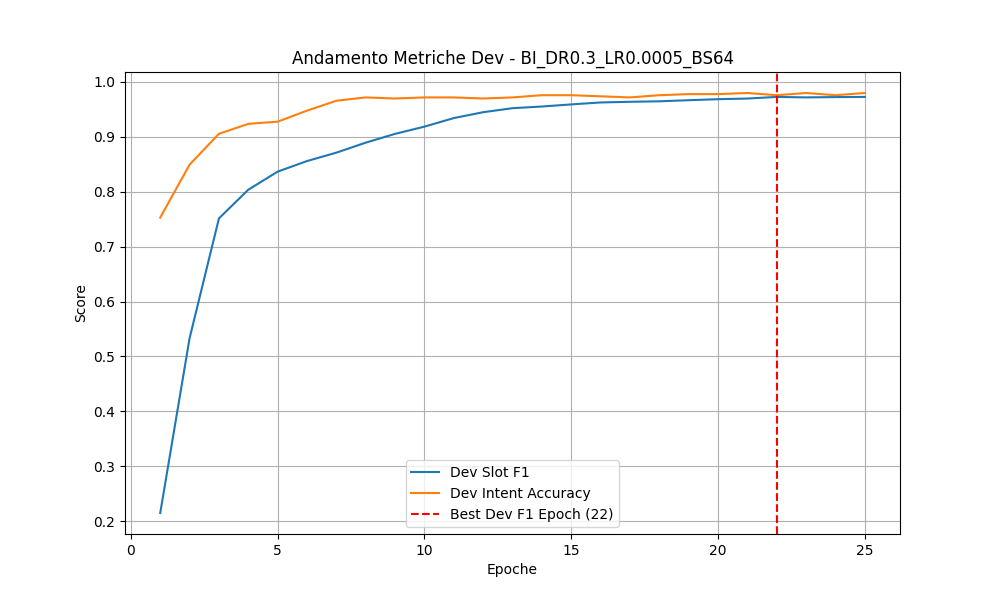 Andamento Metriche Dev - BI_DR0.3_LR0.0005_BS64
1.0
0.9
0.8
0.7
0.6
0.5
0.4
0.3
0.2
Score
Dev Slot F1
Dev Intent Accuracy
Best Dev F1 Epoch (22)
0 5 10 15 20 25
Epoche